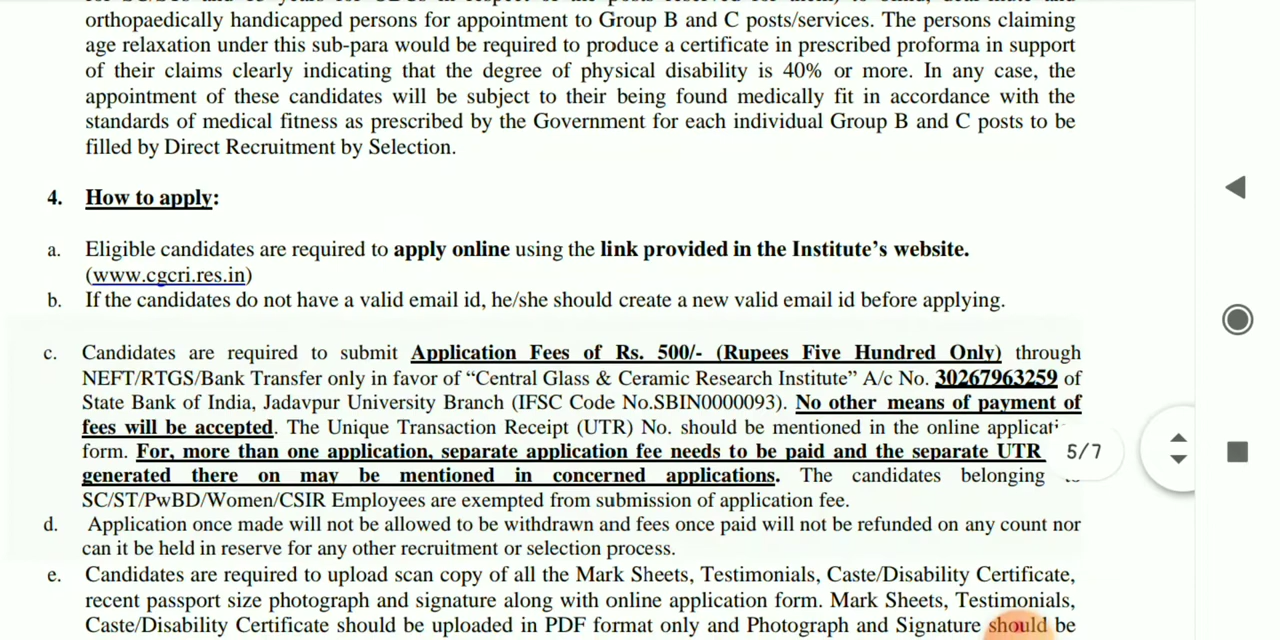 orthopaedically handicapped persons for appointment to Group B and C posts/services. The persons claiming
age relaxation under this sub-para would be required to produce a certificate in prescribed proforma in support
of their claims clearly indicating that the degree of physical disability is 40% or more. In any case, the
appointment of these candidates will be subject to their being found medically fit in accordance with the
standards of medical fitness as prescribed by the Government for each individual Group B and C posts to be
filled by Direct Recruitment by Selection.
4. How to apply:
a. Eligible candidates are required to apply online using the link provided in the Institute's website.
(www.cgcri.res.in)
b. If the candidates do not have a valid email id, he/she should create a new valid email id before applying.
c. Candidates are required to submit Application Fees of Rs. 500/- (Rupees Five Hundred Only) through
NEFT/RTGS/Bank Transfer only in favor of “Central Glass & Ceramic Research Institute” A/c No. 30267963259 of
State Bank of India, Jadavpur University Branch (IFSC Code No.SBIN0000093). No other means of payment of
fees will be accepted. The Unique Transaction Receipt (UTR) No. should be mentioned in the online
form. For, more than one application, separate application fee needs to be paid and the separate UTR
5/7
generated there on may be mentioned in concerned applications. The candidates belonging
SC/ST/PwBD/Women/CSIR Employees are exempted from submission of application fee.
d. Application once made will not be allowed to be withdrawn and fees once paid will not be refunded on any count nor
can it be held in reserve for any other recruitment or selection process.
e. Candidates are required to upload scan copy of all the Mark Sheets, Testimonials, Caste/Disability Certificate,
recent passport size photograph and signature along with online application form. Mark Sheets, Testimonials,
Caste/Disability Certificate should be uploaded in PDF format only and Photograph and Signature should be